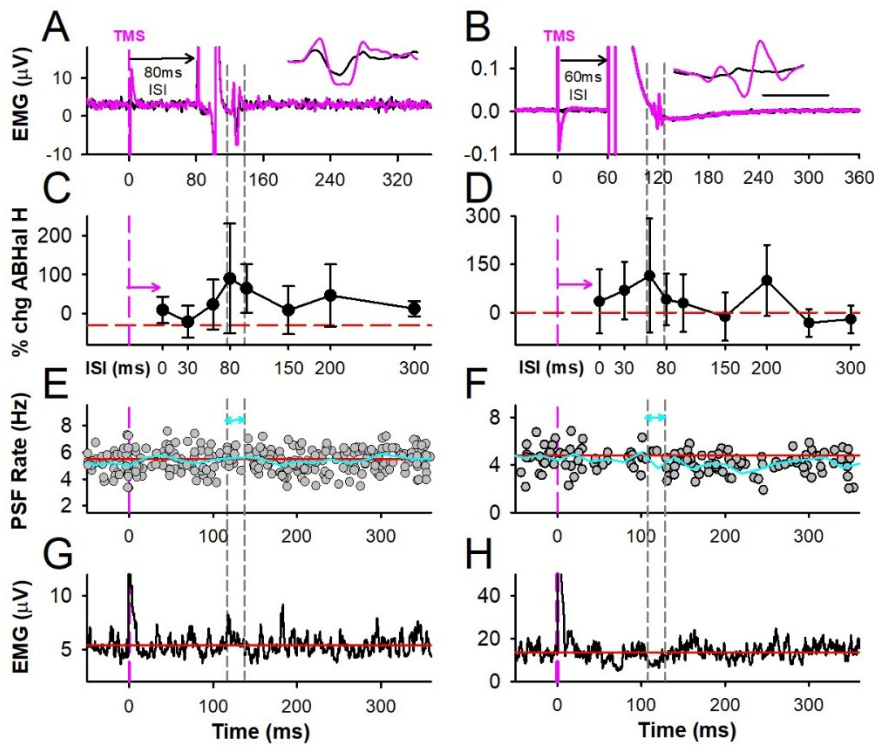 A B
TMS TMS
EMG (µV) 10 0 -10 80ms ISI 0.1 0.0 -0.1 60ms ISI
0 80 160 240 320 0 60 120 180 240 300 360
C D
% chg ABHal H 200 100 0 300 150 0
ISI (ms) 0 30 80 150 200 300 0 30 80 150 200 300
E F
PSF Rate (Hz) 8 6 4 2 8 4 0
0 100 200 300 0 100 200 300
G H
EMG (µV) 10 5 40 20 0
0 100 200 300 0 100 200 300
Time (ms) Time (ms)